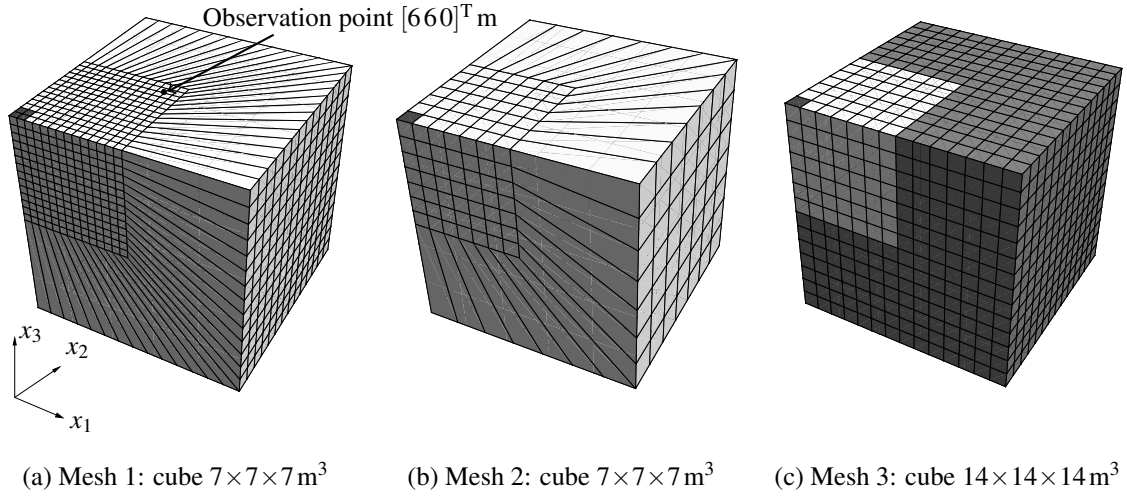 Observation point [660]ᵀ m
x₃
x₂
x₁
(a) Mesh 1: cube 7×7×7 m³
(b) Mesh 2: cube 7×7×7 m³
(c) Mesh 3: cube 14×14×14 m³